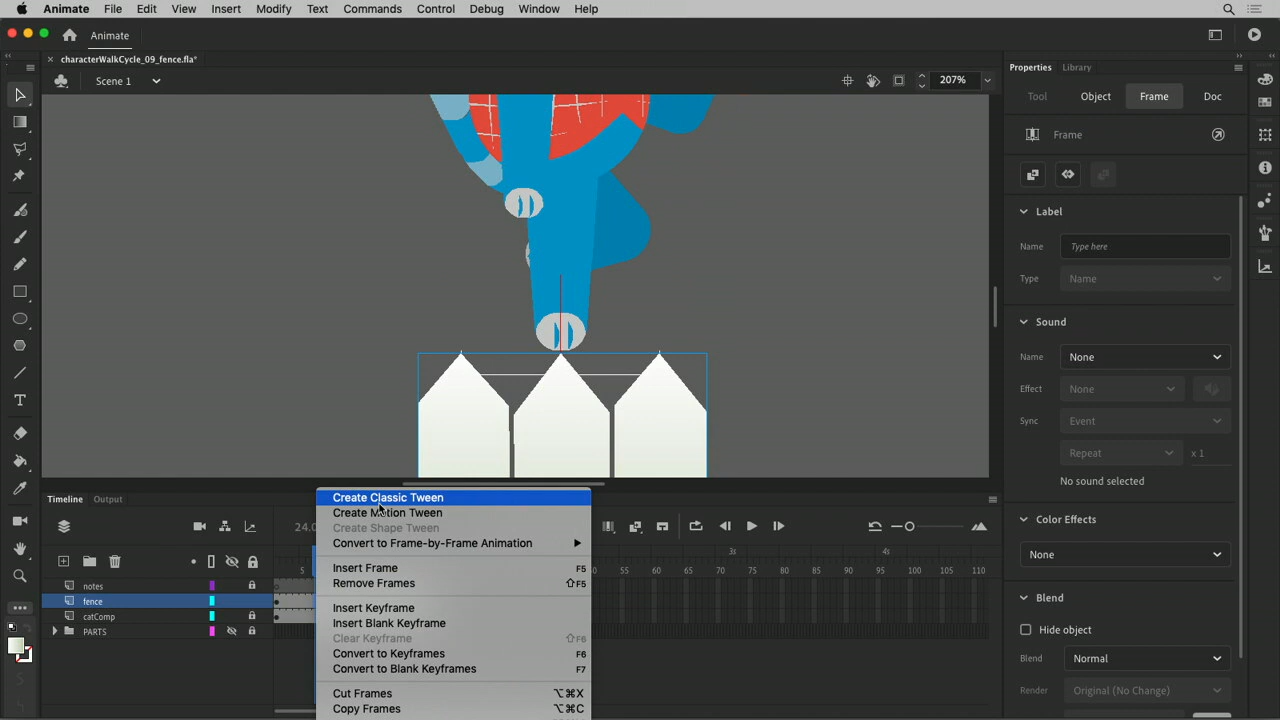 Animate File Edit View Insert Modify Text Commands Control Debug Window Help
Animate
characterWalkCycle_09_fence.fla*
Scene 1
207%
Properties Library
Tool Object Frame Doc
Frame
Label
Name Type here
Type Name
Sound
Name None
Effect None
Sync Event
Repeat x 1
No sound selected
Color Effects
None
Blend
Hide object
Blend Normal
Render Original (No Change)
Timeline Output
24.0
3s 4s
5 50 55 60 65 70 75 80 85 90 95 100 105 110
notes
fence
catComp
PARTS
Create Classic Tween
Create Motion Tween
Create Shape Tween
Convert to Frame-by-Frame Animation
Insert Frame F5
Remove Frames ⇧F5
Insert Keyframe
Insert Blank Keyframe
Clear Keyframe ⇧F6
Convert to Keyframes F6
Convert to Blank Keyframes F7
Cut Frames ⌥⌘X
Copy Frames ⌥⌘C